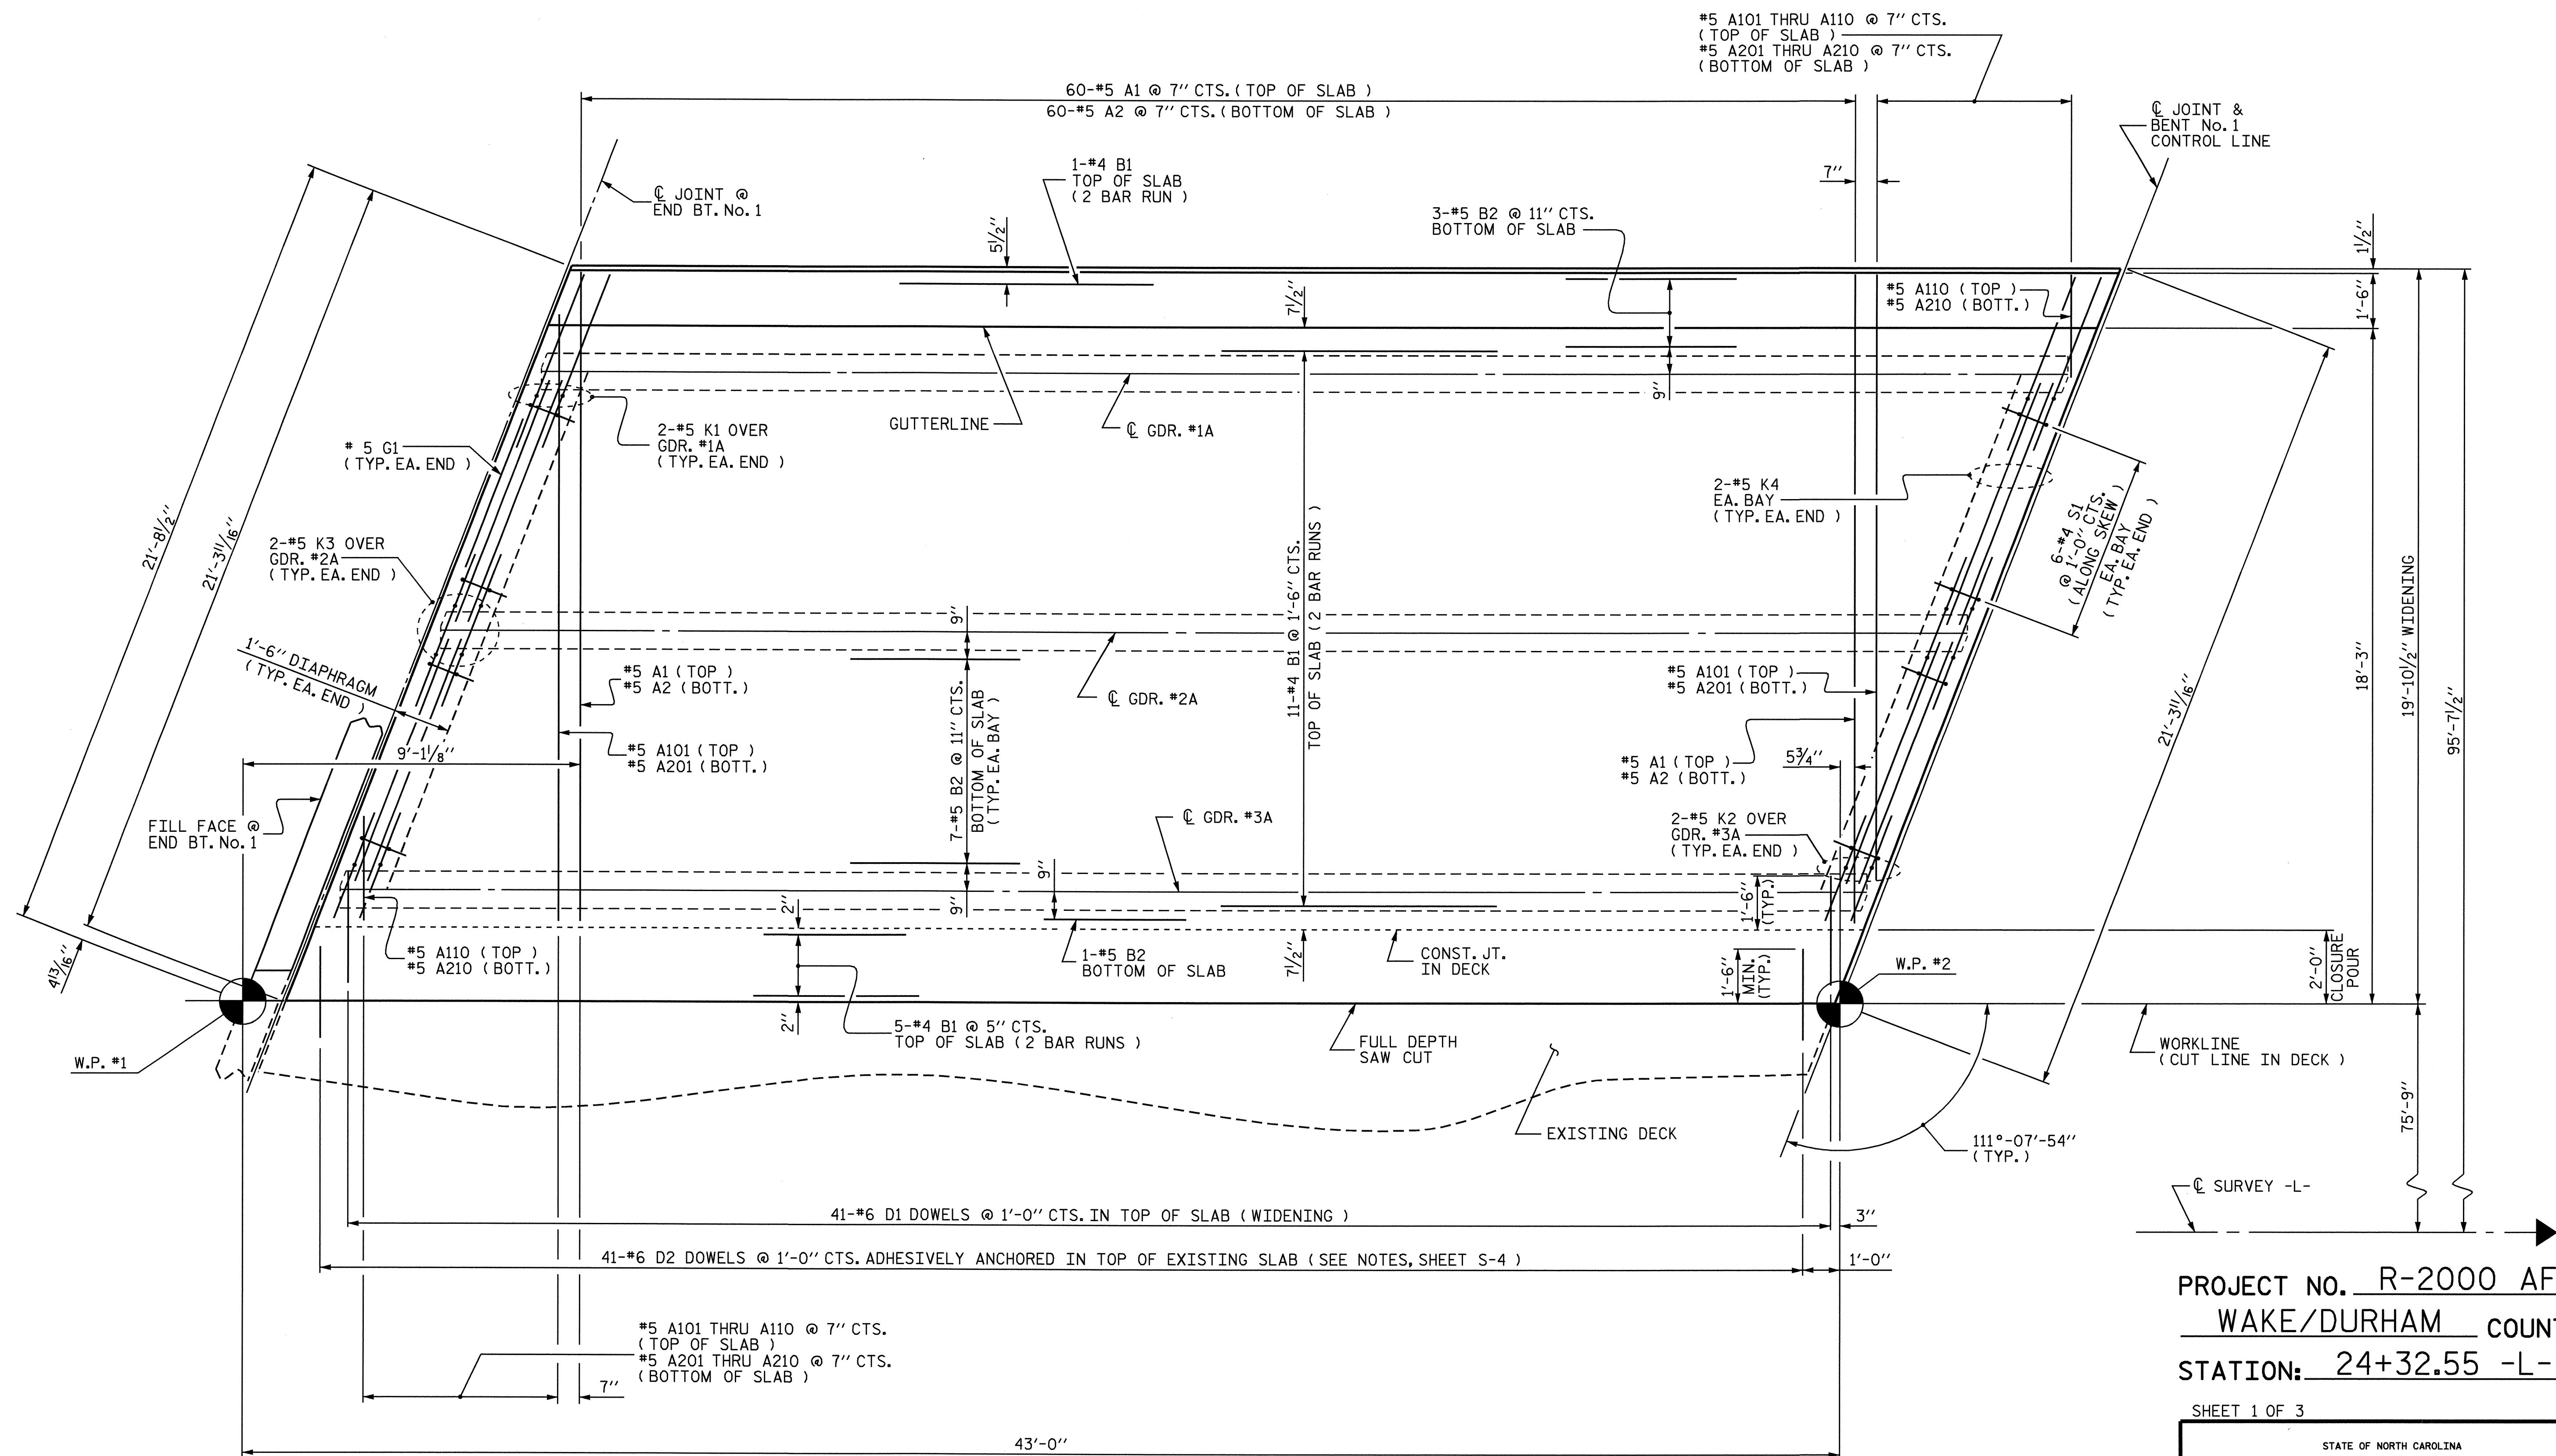 #5 A101 THRU A110 @ 7" CTS.
( TOP OF SLAB )
#5 A201 THRU A210 @ 7" CTS.
( BOTTOM OF SLAB )
60-#5 A1 @ 7" CTS. ( TOP OF SLAB )
60-#5 A2 @ 7" CTS. ( BOTTOM OF SLAB )
℄ JOINT &
BENT No. 1
CONTROL LINE
1-#4 B1
TOP OF SLAB
( 2 BAR RUN )
7"
℄ JOINT @
END BT. No. 1
3-#5 B2 @ 11" CTS.
BOTTOM OF SLAB
5½"
1½"
#5 A110 ( TOP )
#5 A210 ( BOTT. )
7½"
1'-6"
9"
GUTTERLINE
℄ GDR. #1A
2-#5 K1 OVER
GDR. #1A
( TYP. EA. END )
# 5 G1
( TYP. EA. END )
2-#5 K4
EA. BAY
( TYP. EA. END )
6-#4 S1
@ 1'-0" CTS.
( ALONG SKEW )
EA. BAY
( TYP. EA. END )
21'-8½"
21'-3 11/16"
2-#5 K3 OVER
GDR. #2A
( TYP. EA. END )
11-#4 B1 @ 1'-6" CTS.
TOP OF SLAB ( 2 BAR RUNS )
18'-3"
19'-10½" WIDENING
95'-7½"
1'-6" DIAPHRAGM
( TYP. EA. END )
9"
#5 A1 ( TOP )
#5 A2 ( BOTT. )
℄ GDR. #2A
#5 A101 ( TOP )
#5 A201 ( BOTT. )
21'-3 11/16"
7-#5 B2 @ 11" CTS.
BOTTOM OF SLAB
( TYP. EA. BAY )
9'-1⅛"
#5 A101 ( TOP )
#5 A201 ( BOTT. )
#5 A1 ( TOP )
#5 A2 ( BOTT. )
5¾"
FILL FACE @
END BT. No. 1
℄ GDR. #3A
2-#5 K2 OVER
GDR. #3A
( TYP. EA. END )
9"
9"
2"
1'-6"
(TYP.)
4 13/16"
#5 A110 ( TOP )
#5 A210 ( BOTT. )
1-#5 B2
BOTTOM OF SLAB
7½"
CONST. JT.
IN DECK
1'-6"
MIN.
(TYP.)
W.P. #2
2'-0"
CLOSURE
POUR
2"
5-#4 B1 @ 5" CTS.
TOP OF SLAB ( 2 BAR RUNS )
FULL DEPTH
SAW CUT
WORKLINE
( CUT LINE IN DECK )
W.P. #1
75'-9"
EXISTING DECK
111°-07'-54"
( TYP. )
℄ SURVEY -L-
41-#6 D1 DOWELS @ 1'-0" CTS. IN TOP OF SLAB ( WIDENING )
3"
41-#6 D2 DOWELS @ 1'-0" CTS. ADHESIVELY ANCHORED IN TOP OF EXISTING SLAB ( SEE NOTES, SHEET S-4 )
1'-0"
#5 A101 THRU A110 @ 7" CTS.
( TOP OF SLAB )
#5 A201 THRU A210 @ 7" CTS.
( BOTTOM OF SLAB )
7"
43'-0"
PROJECT NO. R-2000 AF
WAKE/DURHAM COUNT
STATION: 24+32.55 -L-
SHEET 1 OF 3
STATE OF NORTH CAROLINA